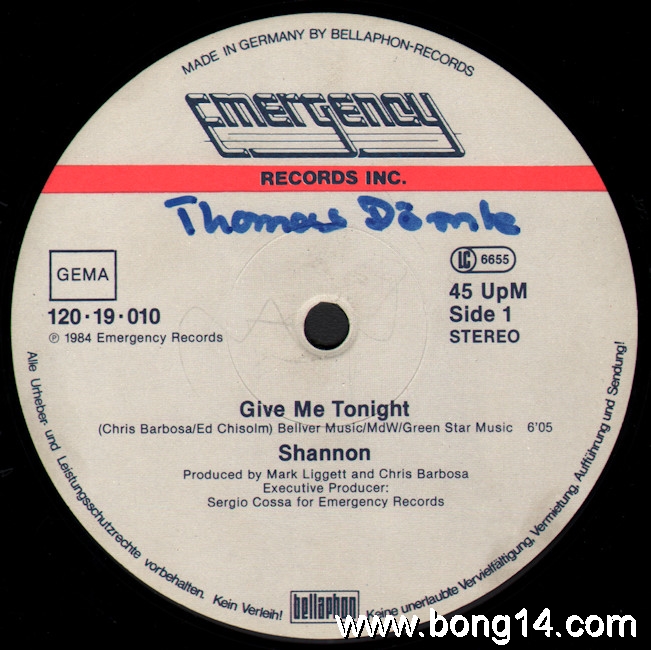 MADE IN GERMANY BY BELLAPHON-RECORDS
Emergency
RECORDS INC.
Thomas Dömle
GEMA
LC 6655
120·19·010
45 UpM
Side 1
℗ 1984 Emergency Records
STEREO
Give Me Tonight
(Chris Barbosa/Ed Chisolm) Beliver Music/MdW/Green Star Music 6'05
Shannon
Produced by Mark Liggett and Chris Barbosa
Executive Producer:
Sergio Cossa for Emergency Records
Alle Urheber- und Leistungsschutzrechte vorbehalten. Kein Verleih! Keine unerlaubte Vervielfältigung, Vermietung, Aufführung und Sendung!
bellaphon
www.bong14.com